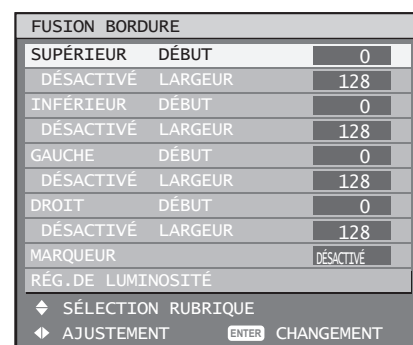 FUSION BORDURE
SUPÉRIEUR DÉBUT 0
DÉSACTIVÉ LARGEUR 128
INFÉRIEUR DÉBUT 0
DÉSACTIVÉ LARGEUR 128
GAUCHE DÉBUT 0
DÉSACTIVÉ LARGEUR 128
DROIT DÉBUT 0
DÉSACTIVÉ LARGEUR 128
MARQUEUR DÉSACTIVÉ
RÉG.DE LUMINOSITÉ
SÉLECTION RUBRIQUE
AJUSTEMENT ENTER CHANGEMENT